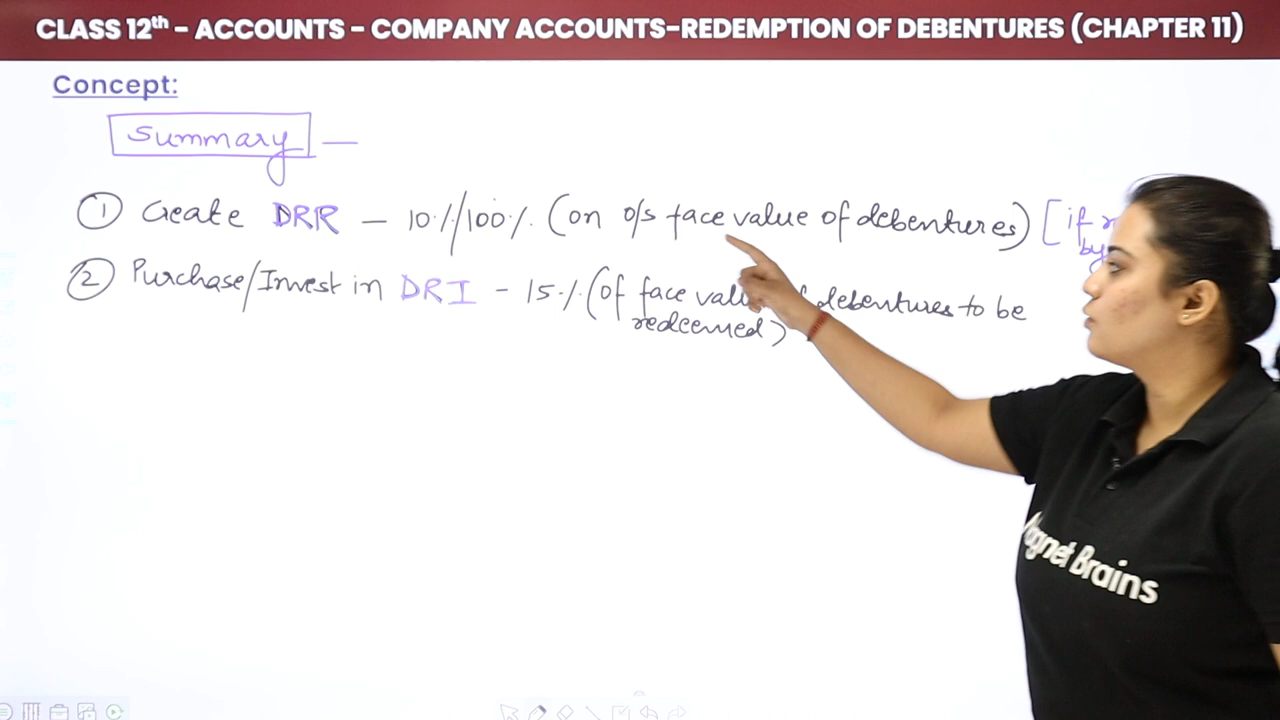 CLASS 12th - ACCOUNTS - COMPANY ACCOUNTS-REDEMPTION OF DEBENTURES (CHAPTER 11)
Concept:
Summary —
① Create DRR — 10%/100% (on o/s face value of debentures) [if
by
② Purchase/Invest in DRI - 15% (of face val debentures to be
redeemed)
Magnet Brains